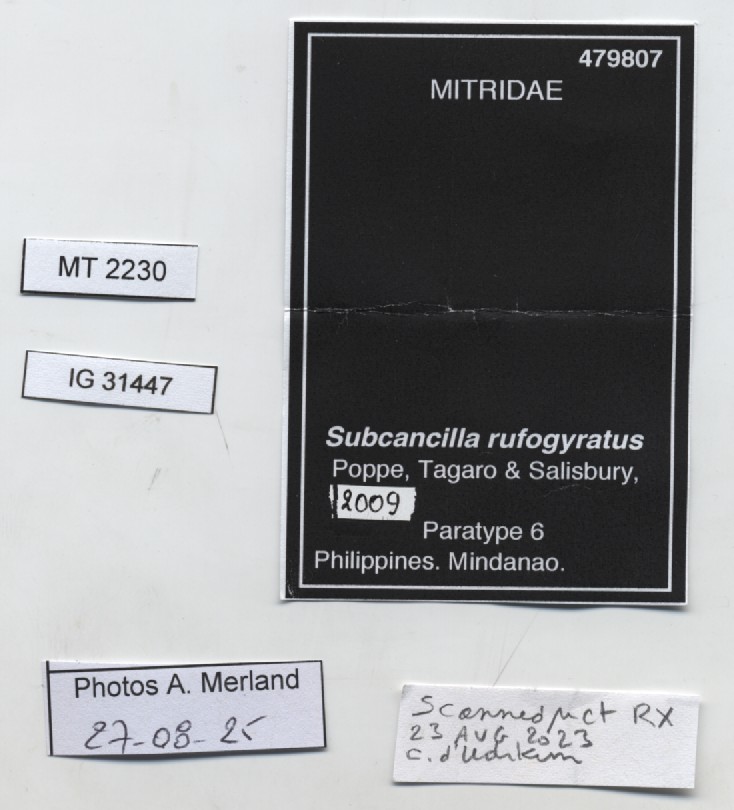 479807
MITRIDAE
MT 2230
IG 31447
Subcancilla rufogyratus
Poppe, Tagaro & Salisbury,
2009
Paratype 6
Philippines. Mindanao.
Photos A. Merland
27-08-25
Scanned µct RX
23 AUG 2023